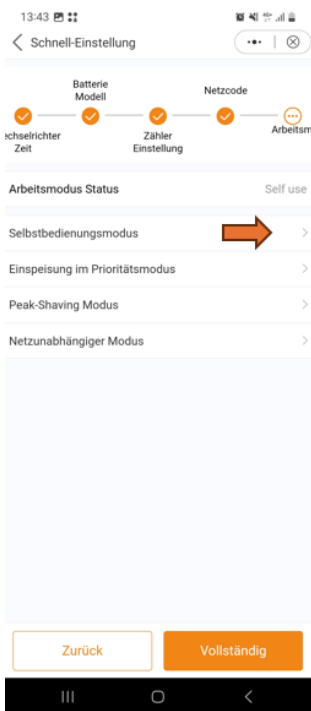 13:43
Schnell-Einstellung
Batterie
Modell
Netzcode
echselrichter
Zeit
Zähler
Einstellung
Arbeitsm
Arbeitsmodus Status
Self use
Selbstbedienungsmodus
Einspeisung im Prioritätsmodus
Peak-Shaving Modus
Netzunabhängiger Modus
Zurück
Vollständig